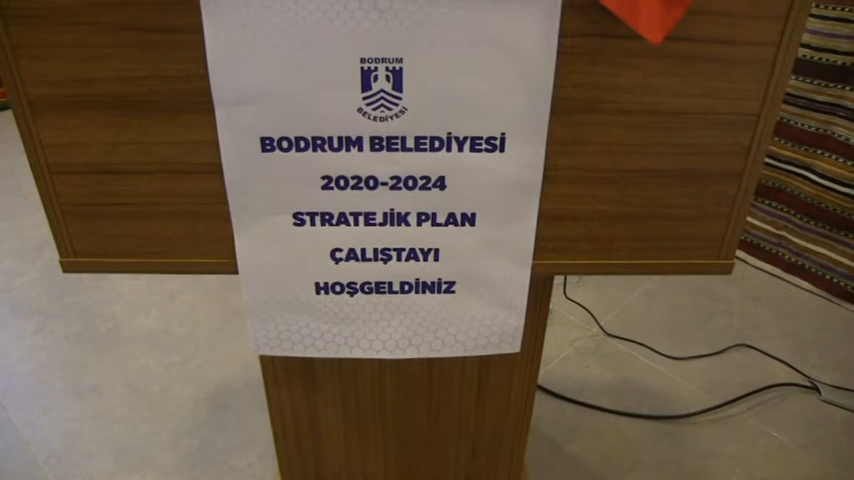 BODRUM
BELEDİYESİ
BODRUM BELEDİYESİ
2020-2024
STRATEJİK PLAN
ÇALIŞTAYI
HOŞGELDİNİZ